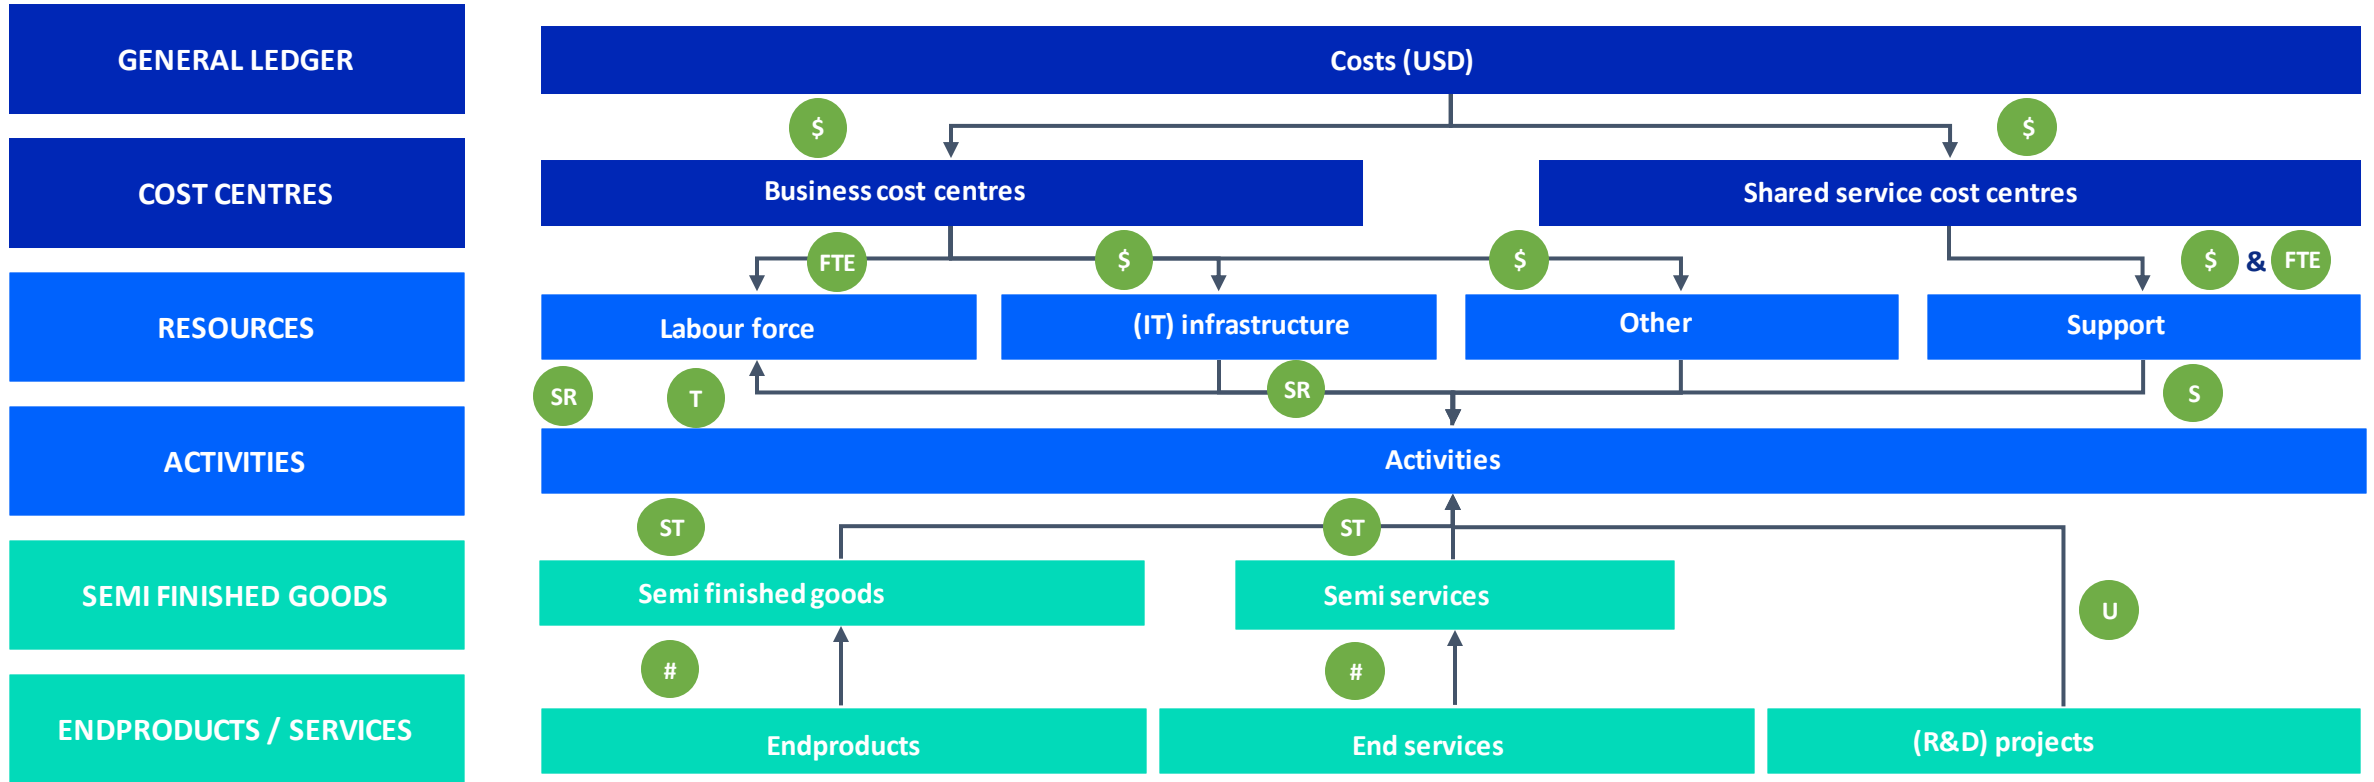 GENERAL LEDGER
Costs (USD)
$
$
COST CENTRES
Business cost centres
Shared service cost centres
FTE
$
$
$ & FTE
RESOURCES
Labour force
(IT) infrastructure
Other
Support
SR
T
SR
S
ACTIVITIES
Activities
ST
ST
SEMI FINISHED GOODS
Semi finished goods
Semi services
U
#
#
ENDPRODUCTS / SERVICES
Endproducts
End services
(R&D) projects